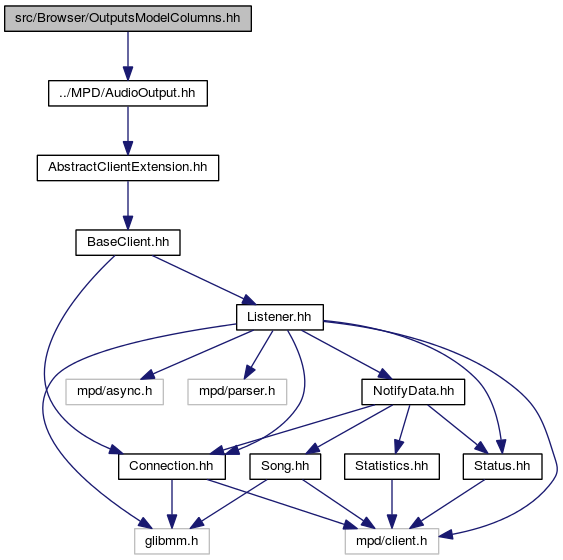 src/Browser/OutputsModelColumns.hh
../MPD/AudioOutput.hh
AbstractClientExtension.hh
BaseClient.hh
Listener.hh
mpd/async.h
mpd/parser.h
NotifyData.hh
Connection.hh
Song.hh
Statistics.hh
Status.hh
glibmm.h
mpd/client.h